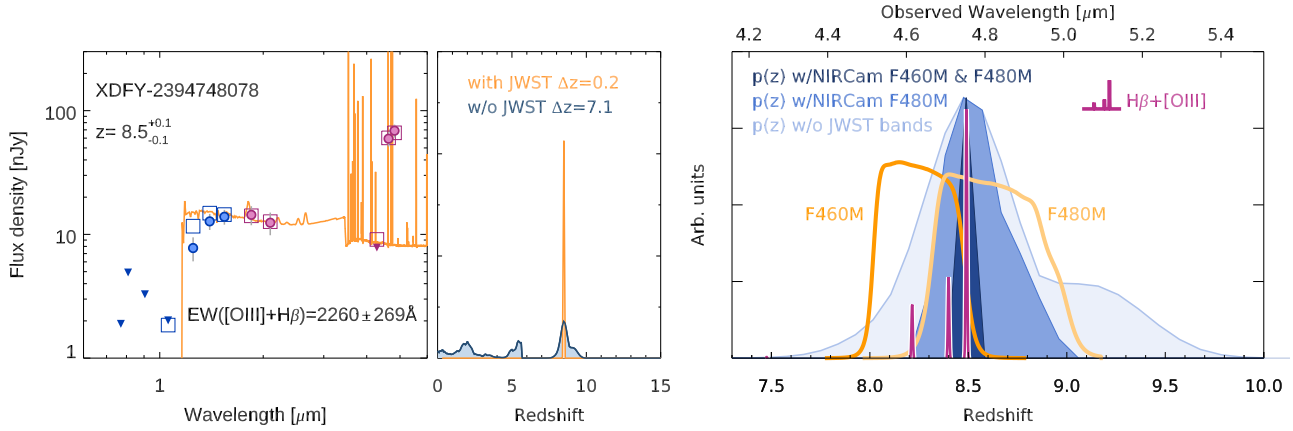 XDFY-2394748078
z= 8.5 +0.1 -0.1
EW([OIII]+Hβ)=2260±269Å
100
10
1
Flux density [nJy]
1
Wavelength [μm]
with JWST Δz=0.2
w/o JWST Δz=7.1
0 5 10 15
Redshift
Observed Wavelength [μm]
4.2 4.4 4.6 4.8 5.0 5.2 5.4
p(z) w/NIRCam F460M & F480M
p(z) w/NIRCam F480M
p(z) w/o JWST bands
Hβ+[OIII]
F460M
F480M
Arb. units
7.5 8.0 8.5 9.0 9.5 10.0
Redshift